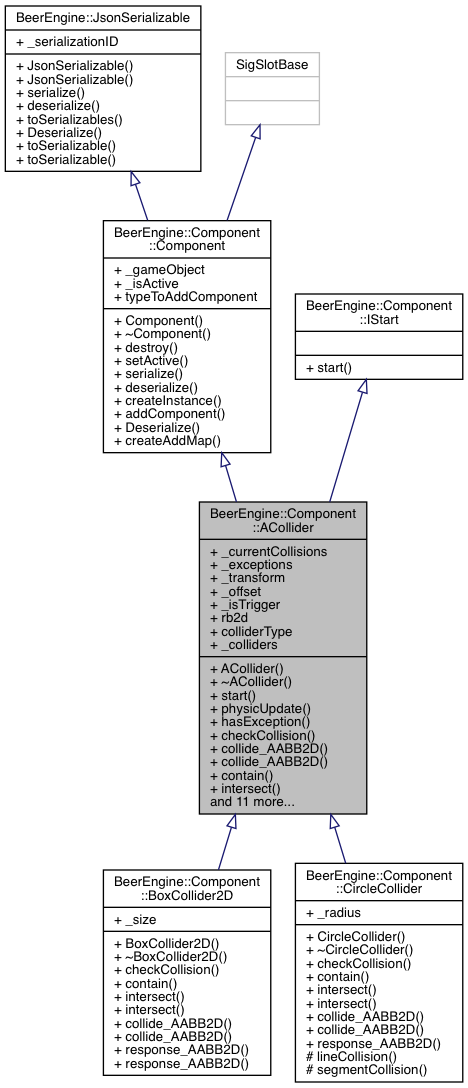 BeerEngine::JsonSerializable
+ _serializationID
+ JsonSerializable()
+ JsonSerializable()
+ serialize()
+ deserialize()
+ toSerializables()
+ Deserialize()
+ toSerializable()
+ toSerializable()
SigSlotBase
BeerEngine::Component
::Component
+ _gameObject
+ _isActive
+ typeToAddComponent
+ Component()
+ ~Component()
+ destroy()
+ setActive()
+ serialize()
+ deserialize()
+ createInstance()
+ addComponent()
+ Deserialize()
+ createAddMap()
BeerEngine::Component
::IStart
+ start()
BeerEngine::Component
::ACollider
+ _currentCollisions
+ _exceptions
+ _transform
+ _offset
+ _isTrigger
+ rb2d
+ colliderType
+ _colliders
+ ACollider()
+ ~ACollider()
+ start()
+ physicUpdate()
+ hasException()
+ checkCollision()
+ collide_AABB2D()
+ collide_AABB2D()
+ contain()
+ intersect()
and 11 more...
BeerEngine::Component
::BoxCollider2D
+ _size
+ BoxCollider2D()
+ ~BoxCollider2D()
+ checkCollision()
+ contain()
+ intersect()
+ intersect()
+ collide_AABB2D()
+ collide_AABB2D()
+ response_AABB2D()
+ response_AABB2D()
BeerEngine::Component
::CircleCollider
+ _radius
+ CircleCollider()
+ ~CircleCollider()
+ checkCollision()
+ contain()
+ intersect()
+ intersect()
+ collide_AABB2D()
+ collide_AABB2D()
+ response_AABB2D()
# lineCollision()
# segmentCollision()